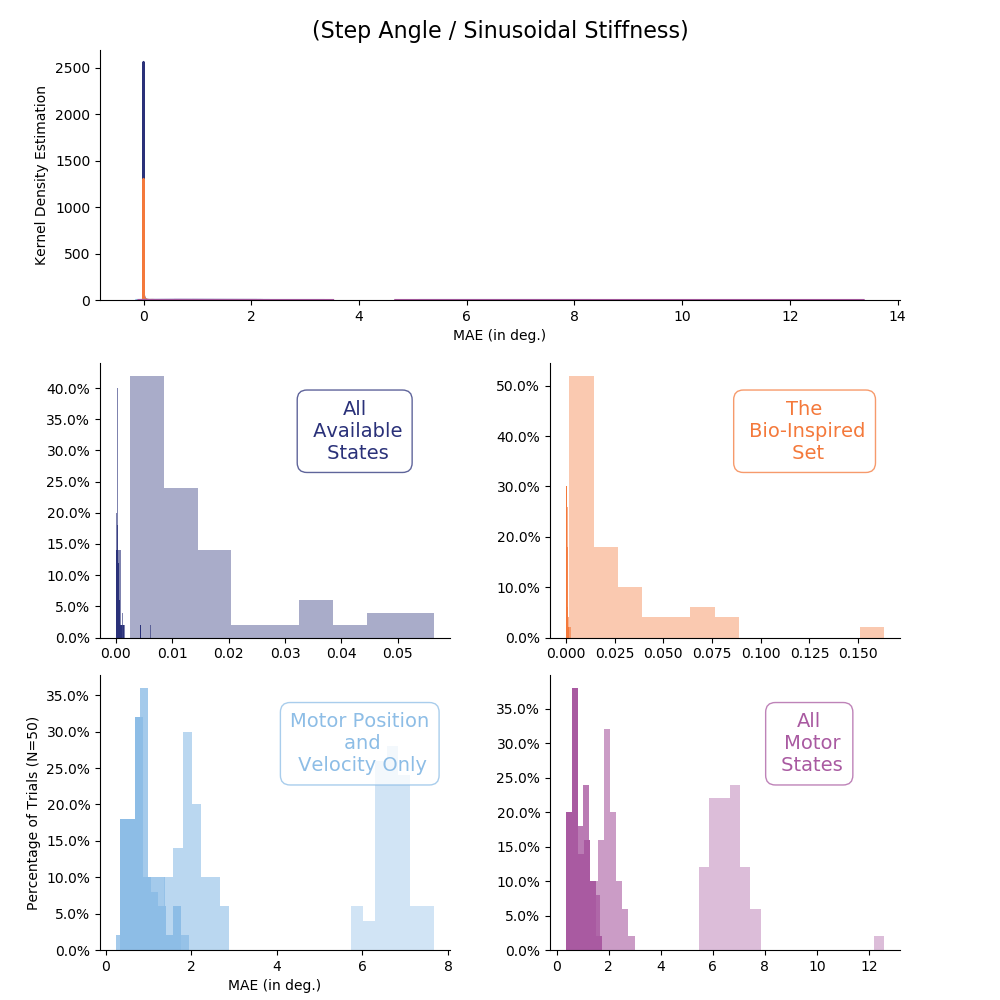 (Step Angle / Sinusoidal Stiffness)
Kernel Density Estimation
2500
2000
1500
1000
500
0
0 2 4 6 8 10 12 14
MAE (in deg.)
40.0%
35.0%
30.0%
25.0%
20.0%
15.0%
10.0%
5.0%
0.0%
0.00 0.01 0.02 0.03 0.04 0.05
All
Available
States
50.0%
40.0%
30.0%
20.0%
10.0%
0.0%
0.000 0.025 0.050 0.075 0.100 0.125 0.150
The
Bio-Inspired
Set
Percentage of Trials (N=50)
35.0%
30.0%
25.0%
20.0%
15.0%
10.0%
5.0%
0.0%
0 2 4 6 8
MAE (in deg.)
Motor Position
and
Velocity Only
35.0%
30.0%
25.0%
20.0%
15.0%
10.0%
5.0%
0.0%
0 2 4 6 8 10 12
All
Motor
States